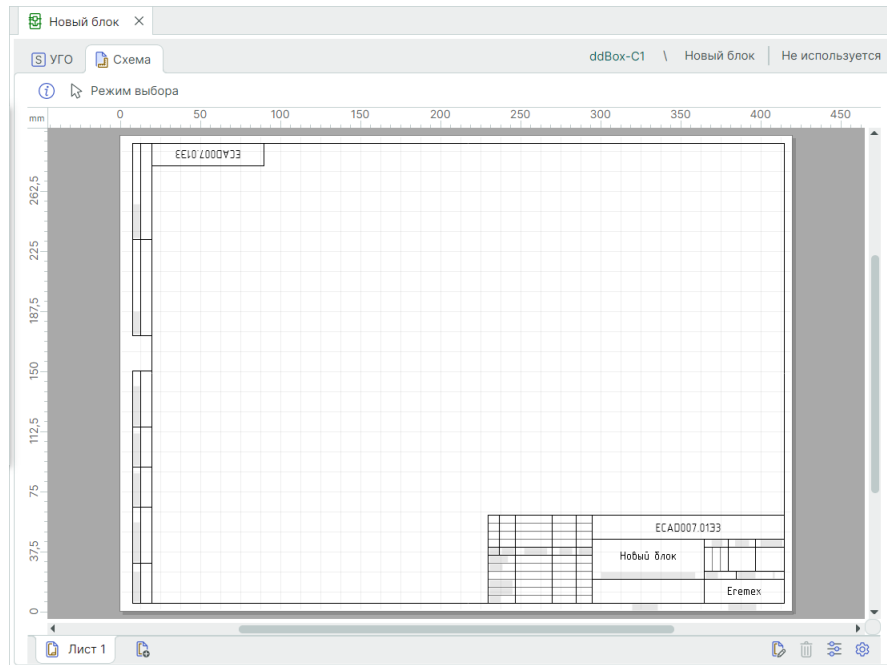 Новый блок
S УГО Схема ddBox-C1 \ Новый блок Не используется
i Режим выбора
mm 0 50 100 150 200 250 300 350 400 450
262,5
225
187,5
150
112,5
75
37,5
0
ECAD007.01ЭЗ
ECAD007.01ЭЗ
Новый блок
Eremex
Лист 1